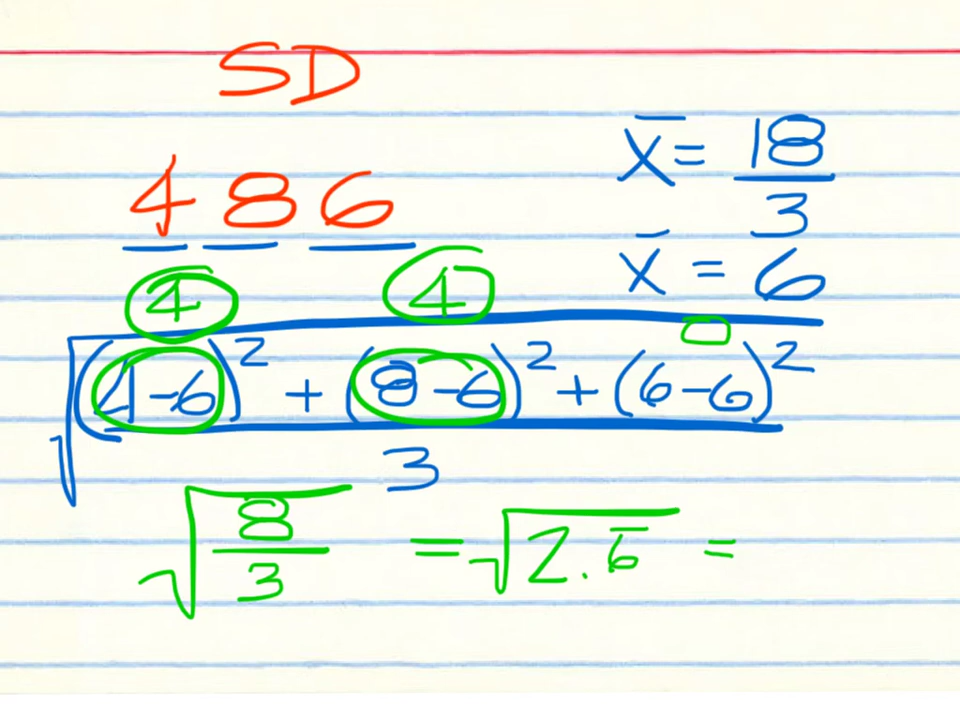 SD
x̄ = 18/3
4 8 6
x̄ = 6
4 4 0
√((4-6)² + (8-6)² + (6-6)²)/3
√(8/3) = √2.6̅ =